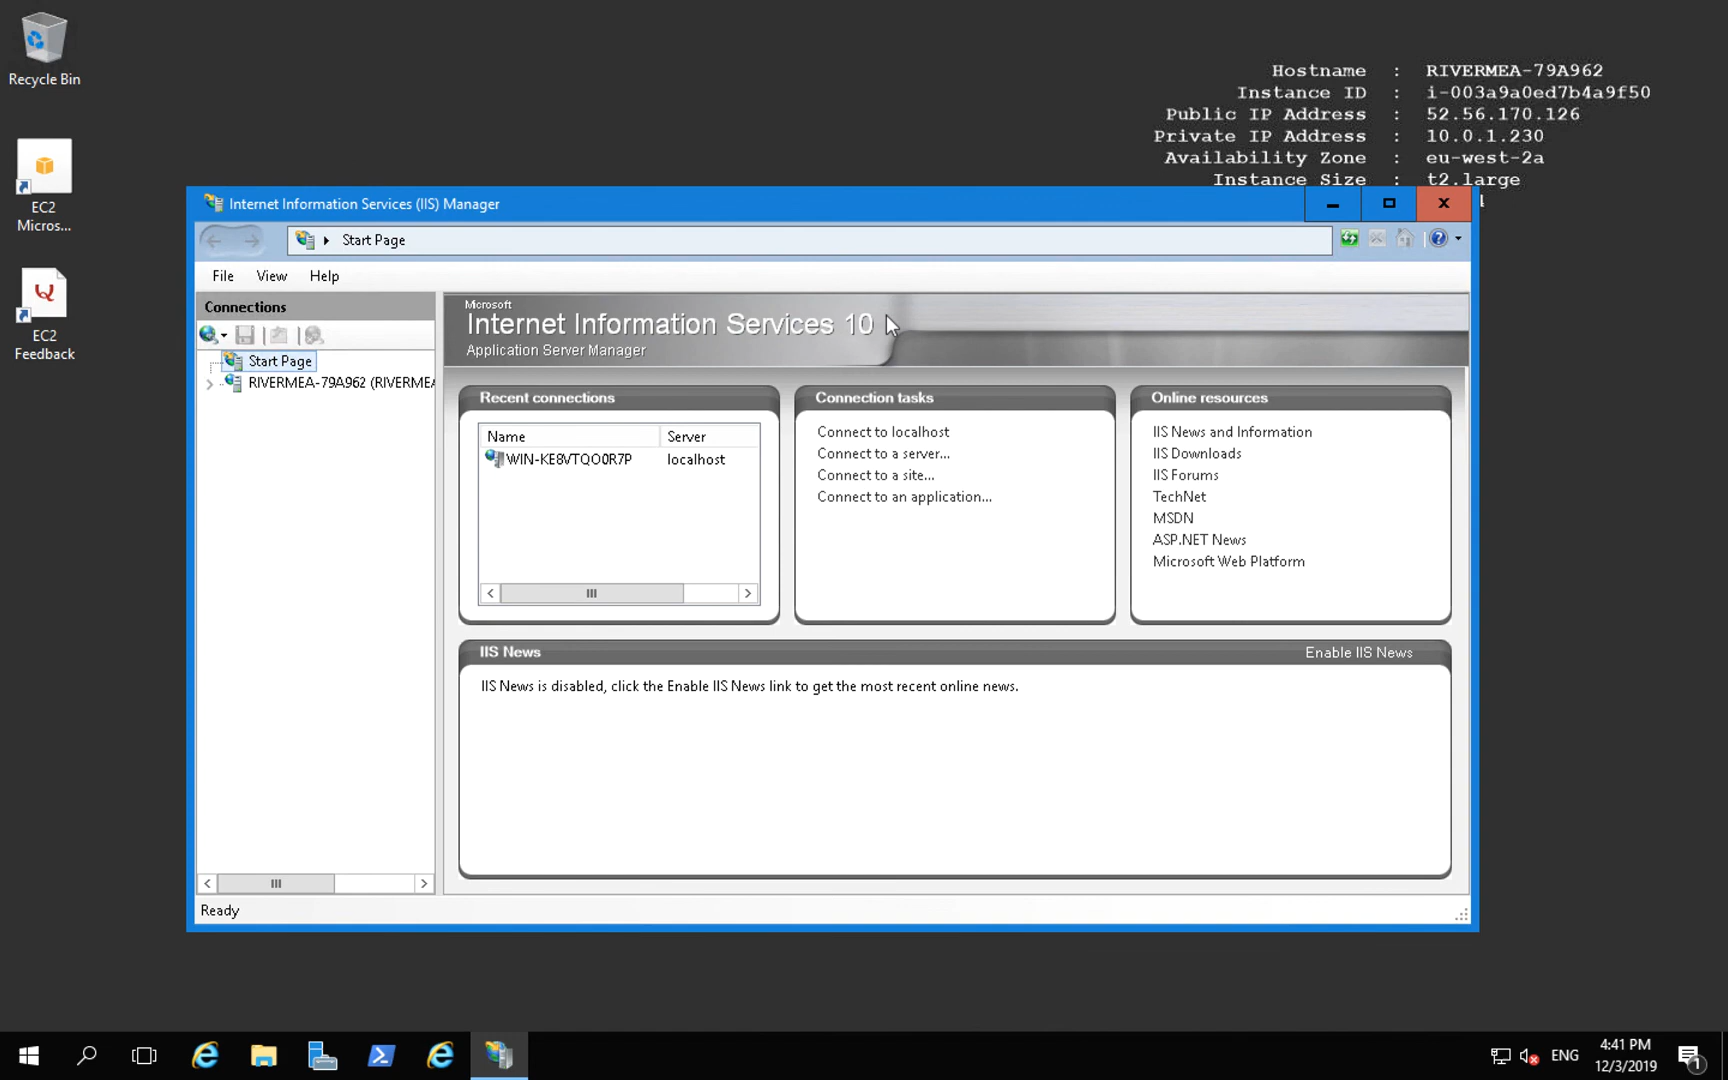 Recycle Bin
EC2
Micros...
EC2
Feedback
Hostname : RIVERMEA-79A962
Instance ID : i-003a9a0ed7b4a9f50
Public IP Address : 52.56.170.126
Private IP Address : 10.0.1.230
Availability Zone : eu-west-2a
Instance Size : t2.large
Internet Information Services (IIS) Manager
Start Page
File View Help
Connections
Start Page
RIVERMEA-79A962 (RIVERMEA
Microsoft
Internet Information Services 10
Application Server Manager
Recent connections
Name Server
WIN-KE8VTQO0R7P localhost
Connection tasks
Connect to localhost
Connect to a server...
Connect to a site...
Connect to an application...
Online resources
IIS News and Information
IIS Downloads
IIS Forums
TechNet
MSDN
ASP.NET News
Microsoft Web Platform
IIS News Enable IIS News
IIS News is disabled, click the Enable IIS News link to get the most recent online news.
Ready
ENG
4:41 PM
12/3/2019
1